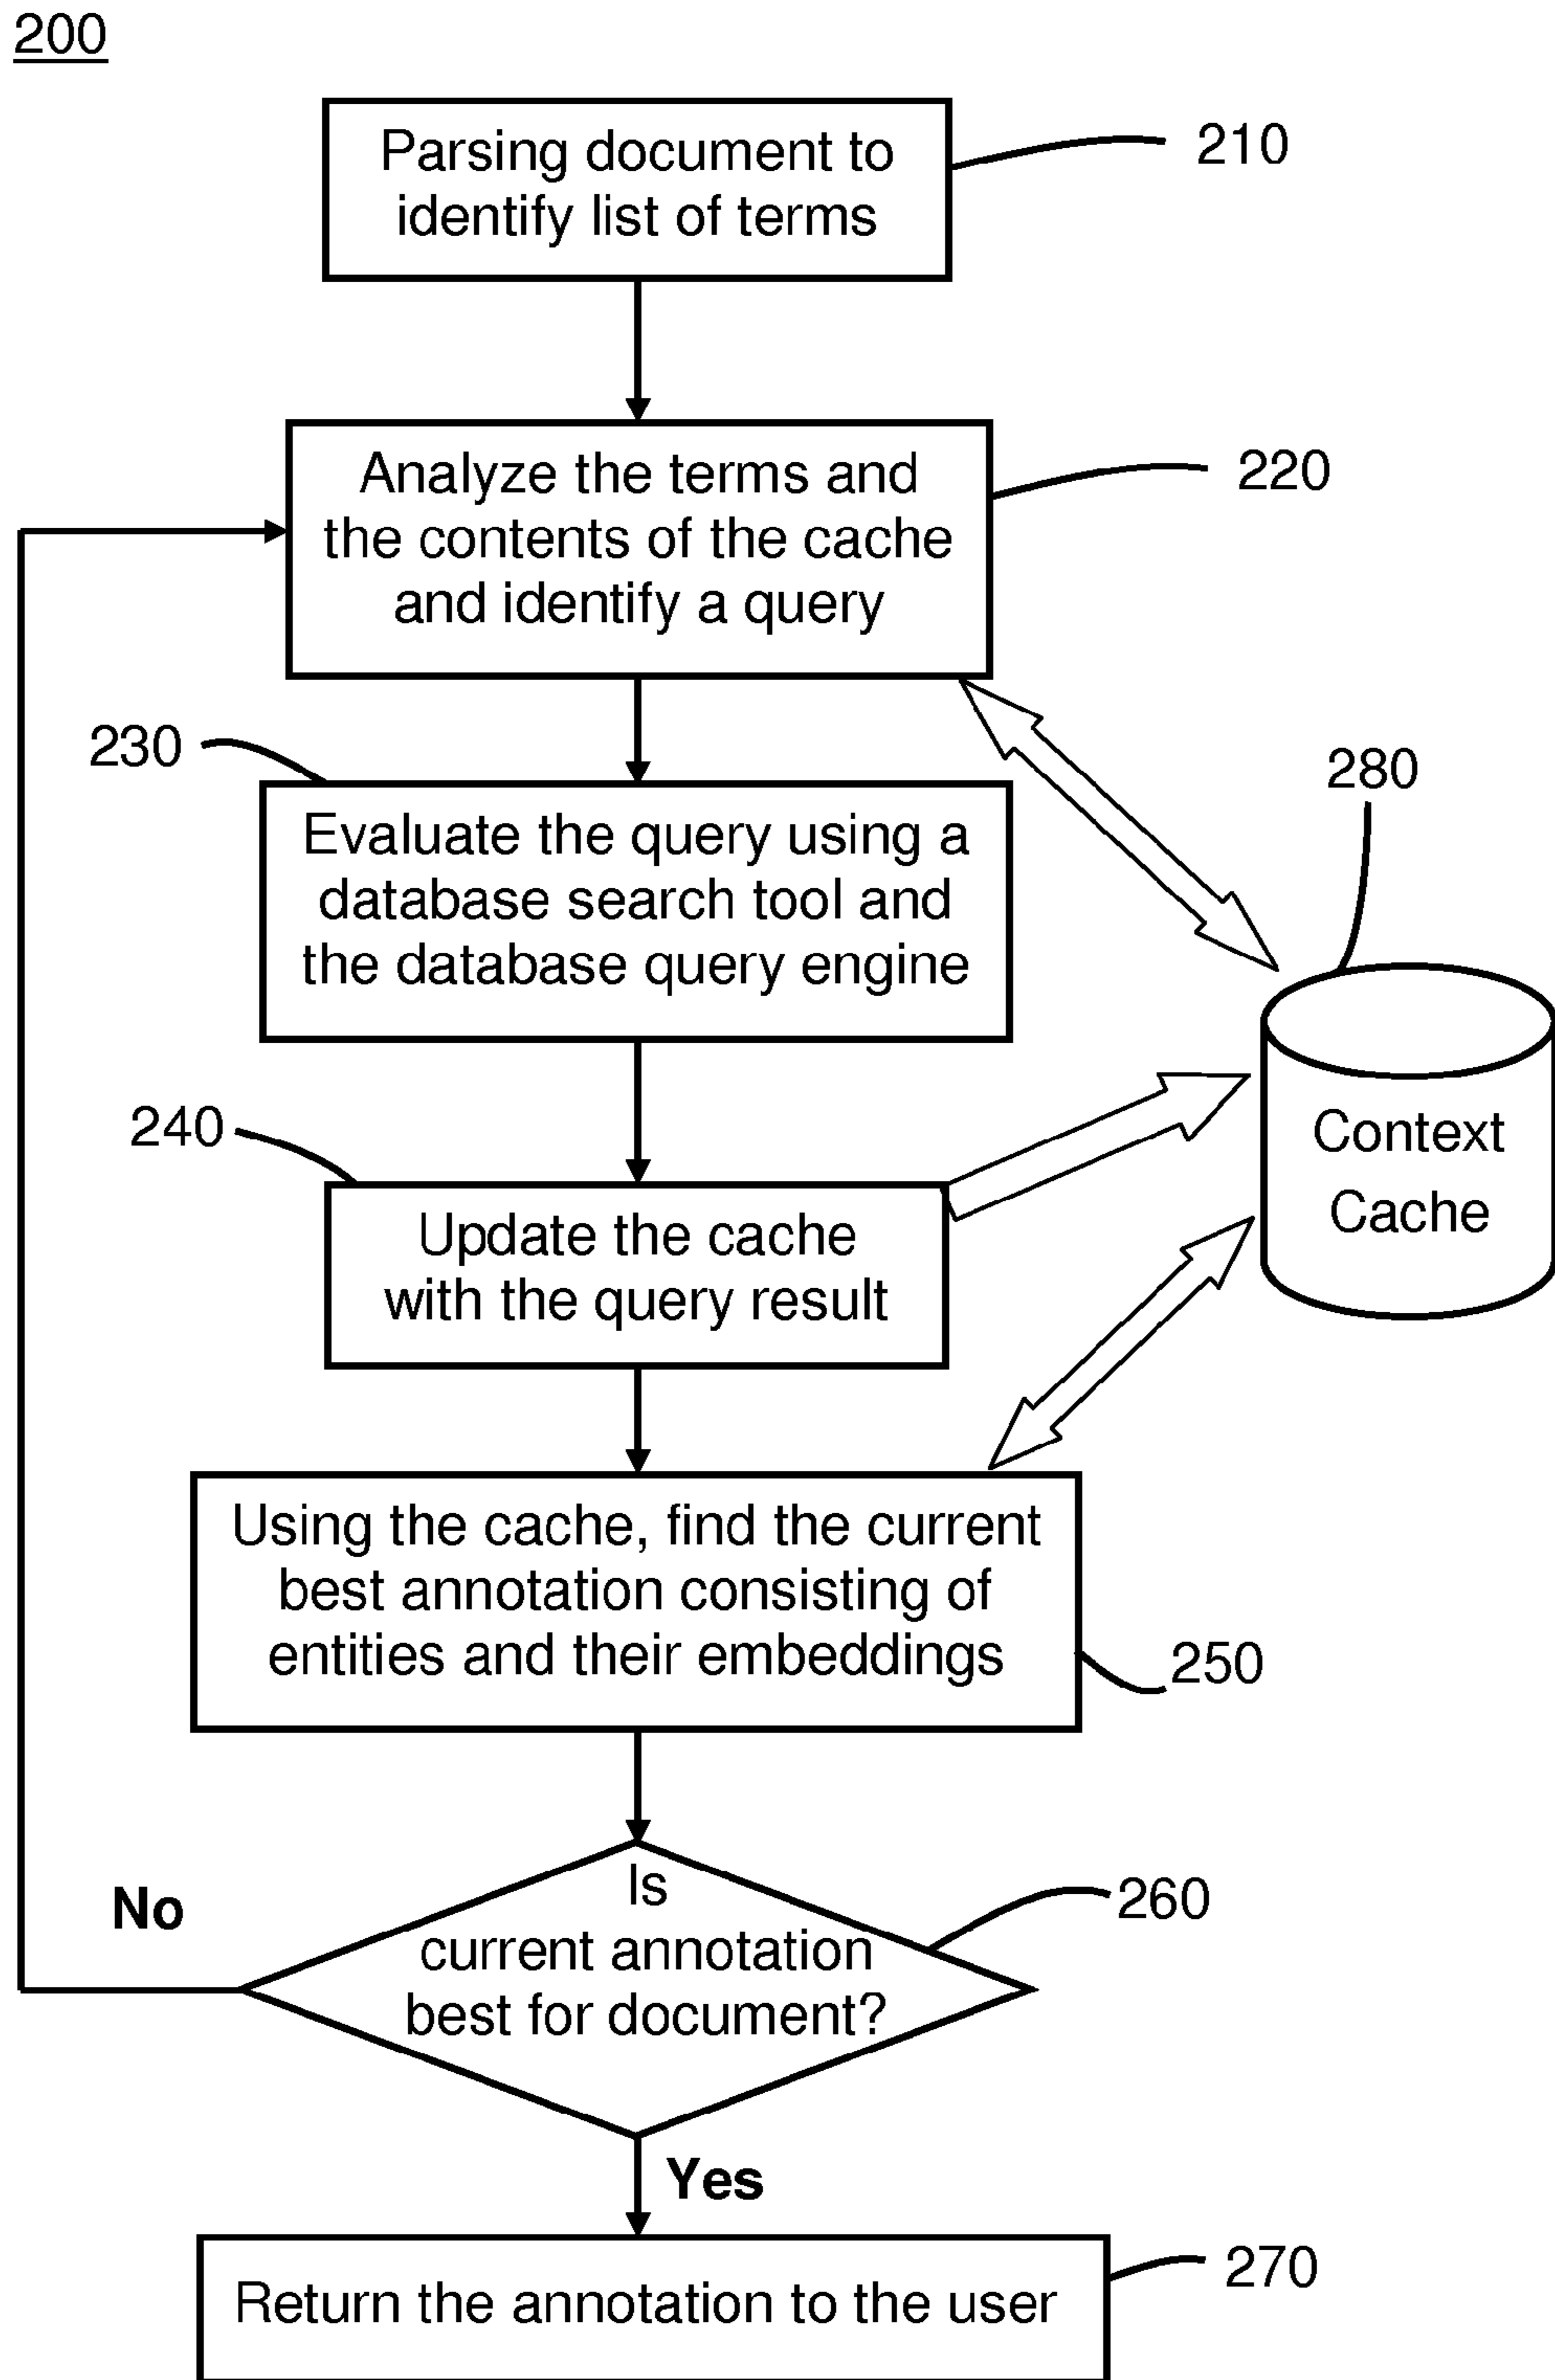 200
Parsing document to
identify list of terms
210
Analyze the terms and
the contents of the cache
and identify a query
220
230
Evaluate the query using a
database search tool and
the database query engine
280
240
Update the cache
with the query result
Context
Cache
Using the cache, find the current
best annotation consisting of
entities and their embeddings
250
Is
current annotation
best for document?
260
No
Yes
Return the annotation to the user
270